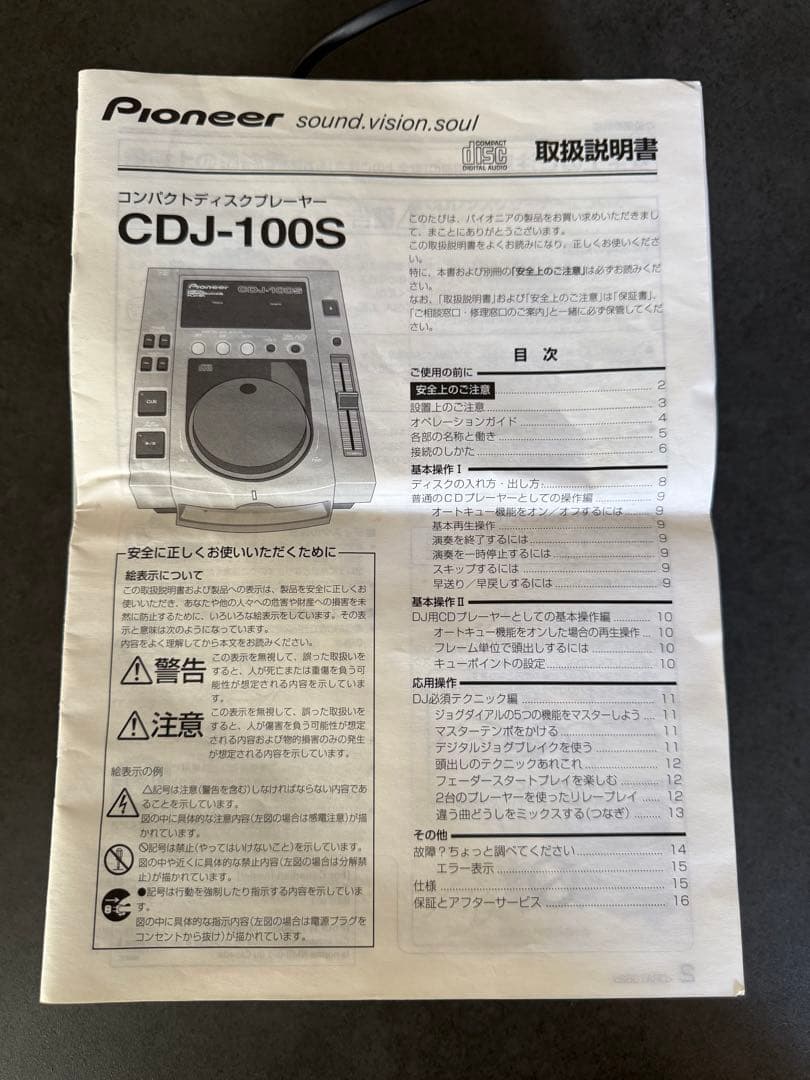 Pioneer sound.vision.soul
COMPACT
disc
DIGITAL AUDIO
取扱説明書
コンパクトディスクプレーヤー
CDJ-100S
Pioneer CDJ-100S
このたびは、パイオニアの製品をお買い求めいただきまし
て、まことにありがとうございます。
この取扱説明書をよくお読みになり、正しくお使いくださ
い。
特に、本書および別冊の「安全上のご注意」は必ずお読みくだ
さい。
なお、「取扱説明書」および「安全上のご注意」は「保証書」、
「ご相談窓口・修理窓口のご案内」と一緒に必ず保管してくだ
さい。
安全に正しくお使いいただくために
絵表示について
この取扱説明書および製品への表示は、製品を安全に正しくお
使いいただき、あなたや他の人々への危害や財産への損害を未
然に防止するために、いろいろな絵表示をしています。その表
示と意味は次のようになっています。
内容をよく理解してから本文をお読みください。
警告
この表示を無視して、誤った取扱いを
すると、人が死亡または重傷を負う可
能性が想定される内容を示していま
す。
注意
この表示を無視して、誤った取扱いを
すると、人が傷害を負う可能性が想定
される内容および物的損害のみの発生
が想定される内容を示しています。
絵表示の例
△記号は注意(警告を含む)しなければならない内容であ
ることを示しています。
図の中に具体的な注意内容(左図の場合は感電注意)が描
かれています。
⃠記号は禁止(やってはいけないこと)を示しています。
図の中や近くに具体的な禁止内容(左図の場合は分解禁
止)が描かれています。
●記号は行動を強制したり指示する内容を示していま
す。
図の中に具体的な指示内容(左図の場合は電源プラグを
コンセントから抜け)が描かれています。
目 次
ご使用の前に
安全上のご注意 2
設置上のご注意 3
オペレーションガイド 4
各部の名称と働き 5
接続のしかた 6
基本操作 I
ディスクの入れ方・出し方 8
普通のCDプレーヤーとしての操作編 9
オートキュー機能をオン／オフするには 9
基本再生操作 9
演奏を終了するには 9
演奏を一時停止するには 9
スキップするには 9
早送り／早戻しするには 9
基本操作 II
DJ用CDプレーヤーとしての基本操作編 10
オートキュー機能をオンした場合の再生操作 10
フレーム単位で頭出しするには 10
キューポイントの設定 10
応用操作
DJ必須テクニック編 11
ジョグダイアルの5つの機能をマスターしよう 11
マスターテンポをかける 11
デジタルジョグブレイクを使う 11
頭出しのテクニックあれこれ 12
フェーダースタートプレイを楽しむ 12
2台のプレーヤーを使ったリレープレイ 12
違う曲どうしをミックスする(つなぎ) 13
その他
故障？ちょっと調べてください 14
エラー表示 15
仕様 15
保証とアフターサービス 16